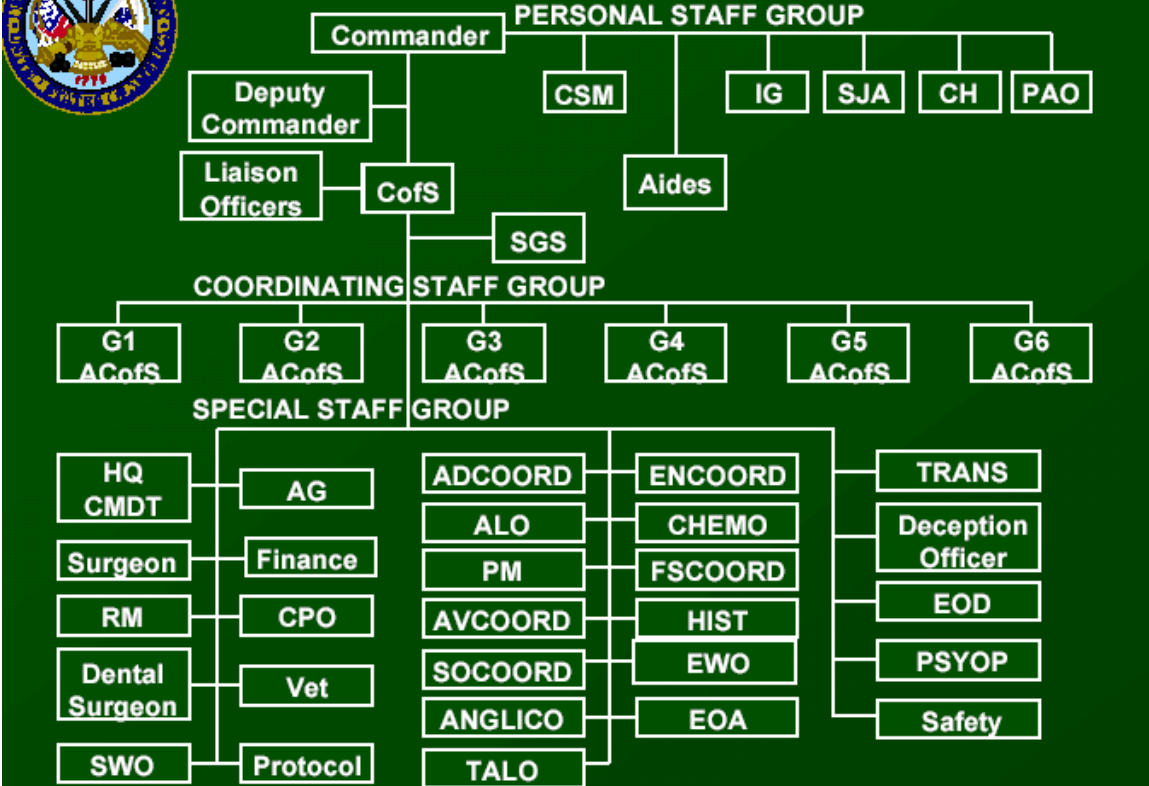 PERSONAL STAFF GROUP
Commander
CSM
IG
SJA
CH
PAO
Deputy
Commander
Aides
Liaison
Officers
CofS
SGS
COORDINATING STAFF GROUP
G1
ACofS
G2
ACofS
G3
ACofS
G4
ACofS
G5
ACofS
G6
ACofS
SPECIAL STAFF GROUP
HQ
CMDT
AG
Surgeon
Finance
RM
CPO
Dental
Surgeon
Vet
SWO
Protocol
ADCOORD
ENCOORD
ALO
CHEMO
PM
FSCOORD
AVCOORD
HIST
SOCOORD
EWO
ANGLICO
EOA
TALO
TRANS
Deception
Officer
EOD
PSYOP
Safety